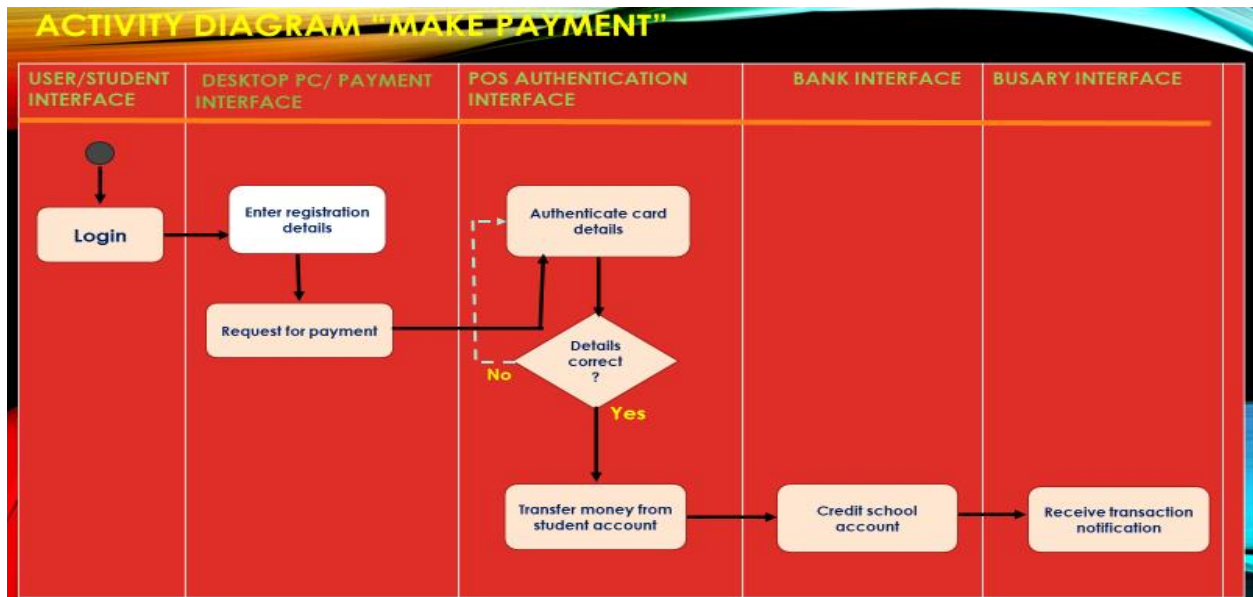 ACTIVITY DIAGRAM “MAKE PAYMENT”
USER/STUDENT
INTERFACE
DESKTOP PC/ PAYMENT
INTERFACE
POS AUTHENTICATION
INTERFACE
BANK INTERFACE
BUSARY INTERFACE
Login
Enter registration
details
Request for payment
Authenticate card
details
Details
correct
?
No
Yes
Transfer money from
student account
Credit school
account
Receive transaction
notification